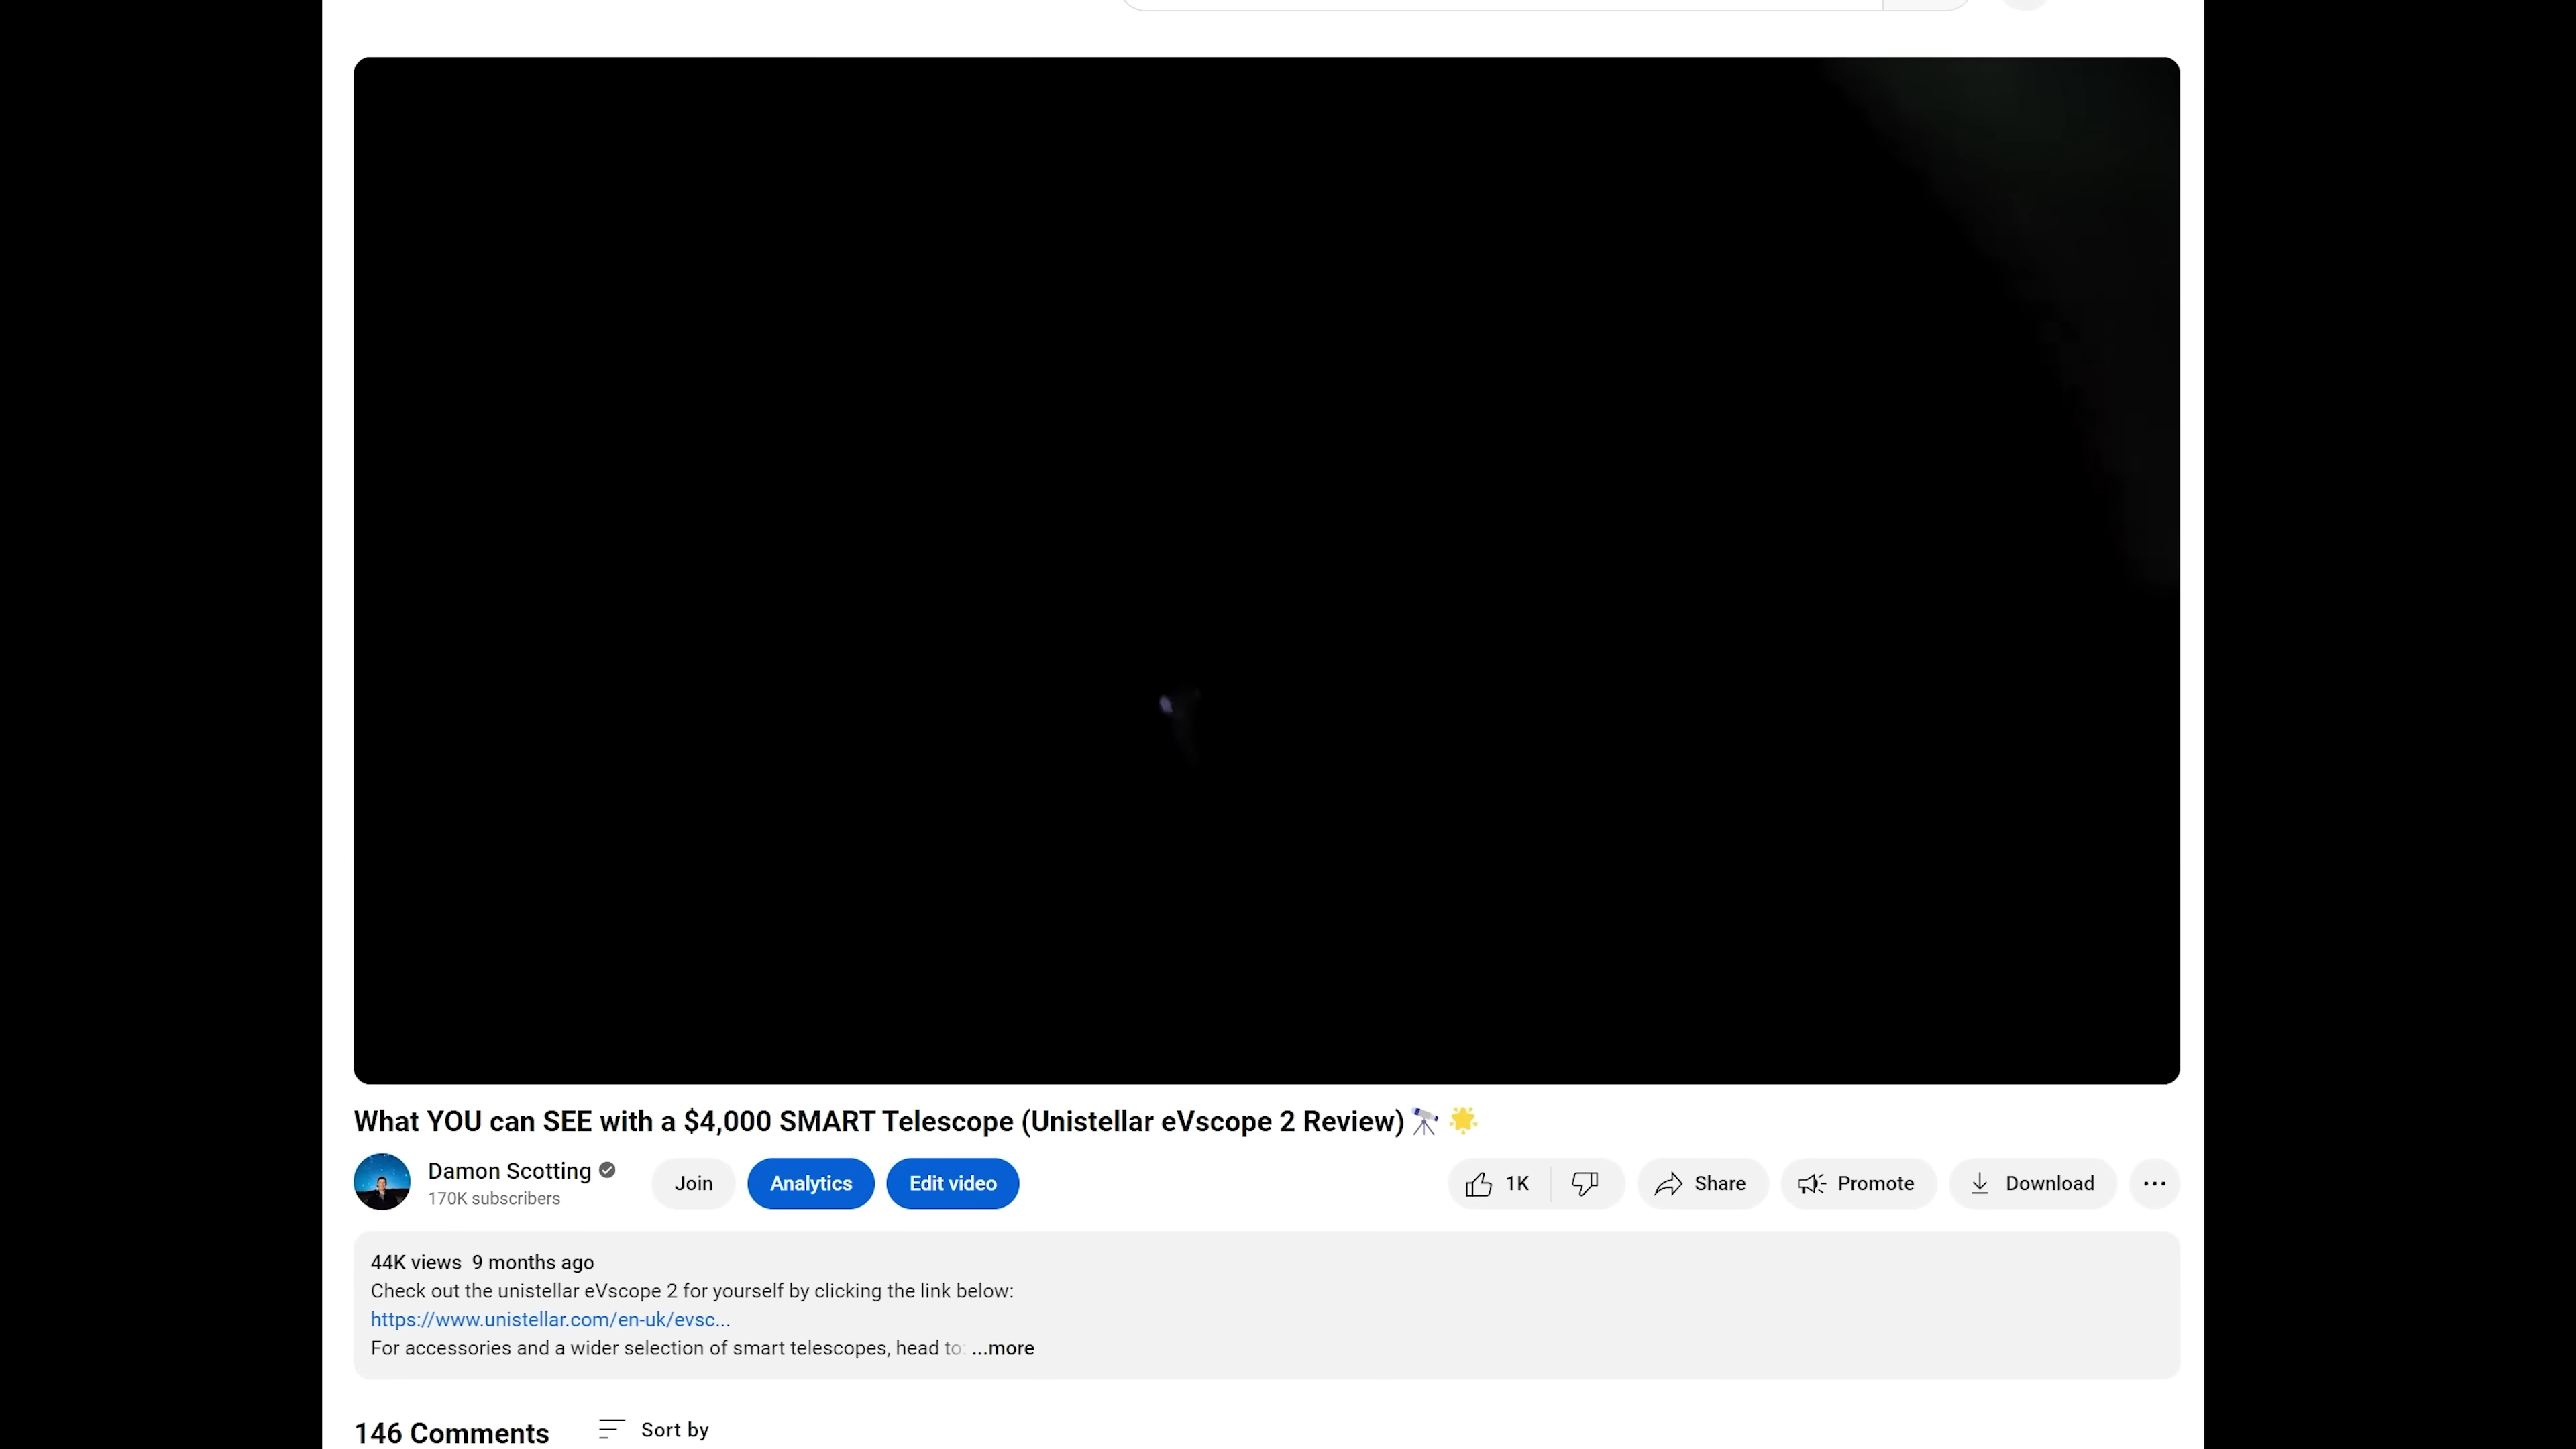 What YOU can SEE with a $4,000 SMART Telescope (Unistellar eVscope 2 Review)🔭🌟
Damon Scotting
170K subscribers
Join
Analytics
Edit video
1K
Share
Promote
Download
44K views 9 months ago
Check out the unistellar eVscope 2 for yourself by clicking the link below:
https://www.unistellar.com/en-uk/evsc...
For accessories and a wider selection of smart telescopes, head to: ...more
146 Comments
Sort by